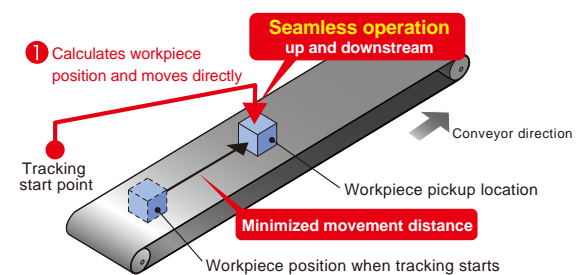 Seamless operation
up and downstream
1 Calculates workpiece
position and moves directly
Conveyor direction
Tracking
start point
Workpiece pickup location
Minimized movement distance
Workpiece position when tracking starts